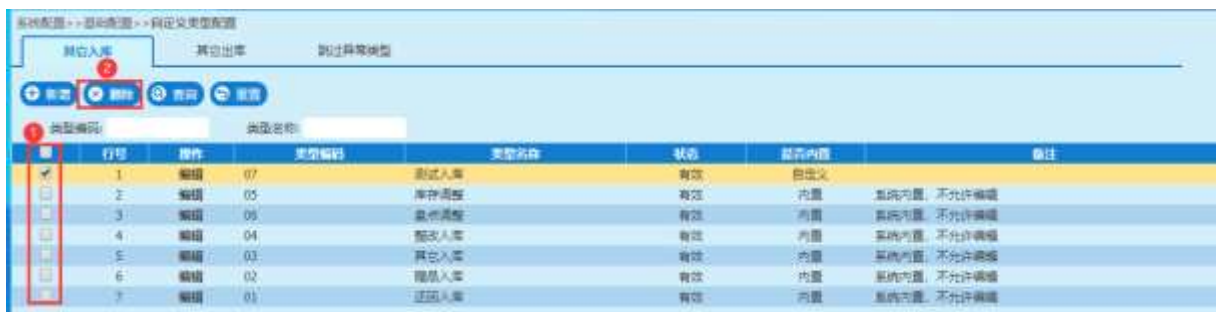 系统配置>>基础配置>>自定义类型配置
其它入库 其它出库 跳过异常类型
2
新增 删除 查询 重置
1 类型编码: 类型名称:
行号 操作 类型编码 类型名称 状态 是否内置 备注
1 编辑 07 测试入库 有效 自定义
2 编辑 05 库存调整 有效 内置 系统内置，不允许编辑
3 编辑 06 盘点调整 有效 内置 系统内置，不允许编辑
4 编辑 04 整改入库 有效 内置 系统内置，不允许编辑
5 编辑 03 其它入库 有效 内置 系统内置，不允许编辑
6 编辑 02 赠品入库 有效 内置 系统内置，不允许编辑
7 编辑 01 入库 有效 内置 系统内置，不允许编辑